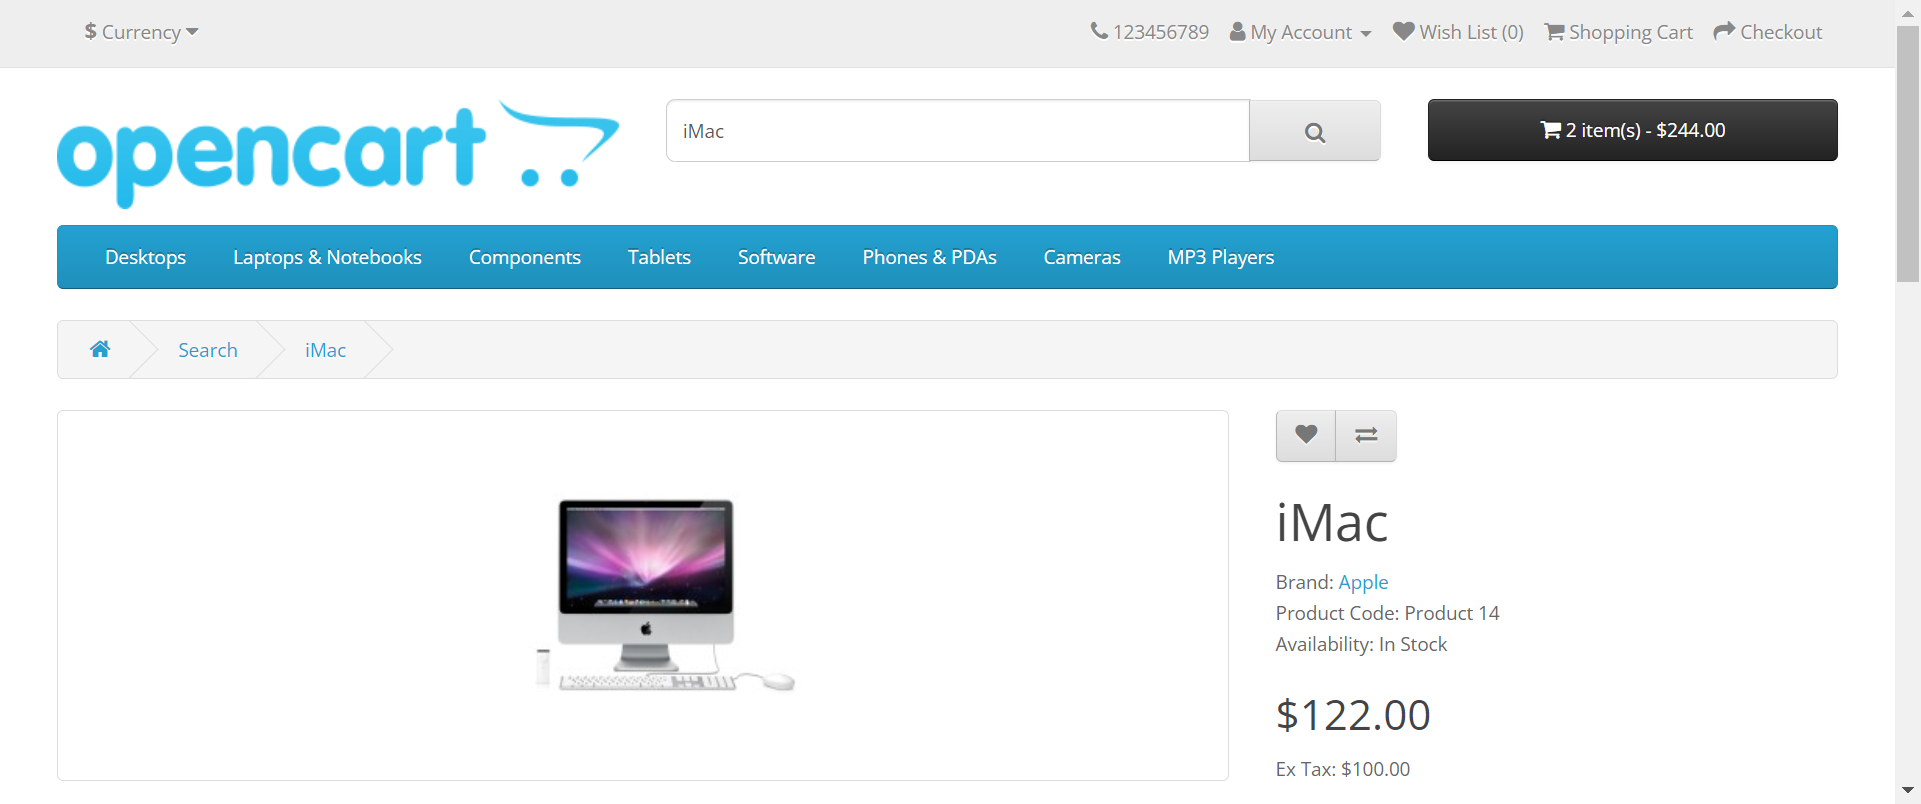 $ Currency
123456789 My Account Wish List (0) Shopping Cart Checkout
opencart
iMac
2 item(s) - $244.00
Desktops Laptops & Notebooks Components Tablets Software Phones & PDAs Cameras MP3 Players
Search iMac
iMac
Brand: Apple
Product Code: Product 14
Availability: In Stock
$122.00
Ex Tax: $100.00